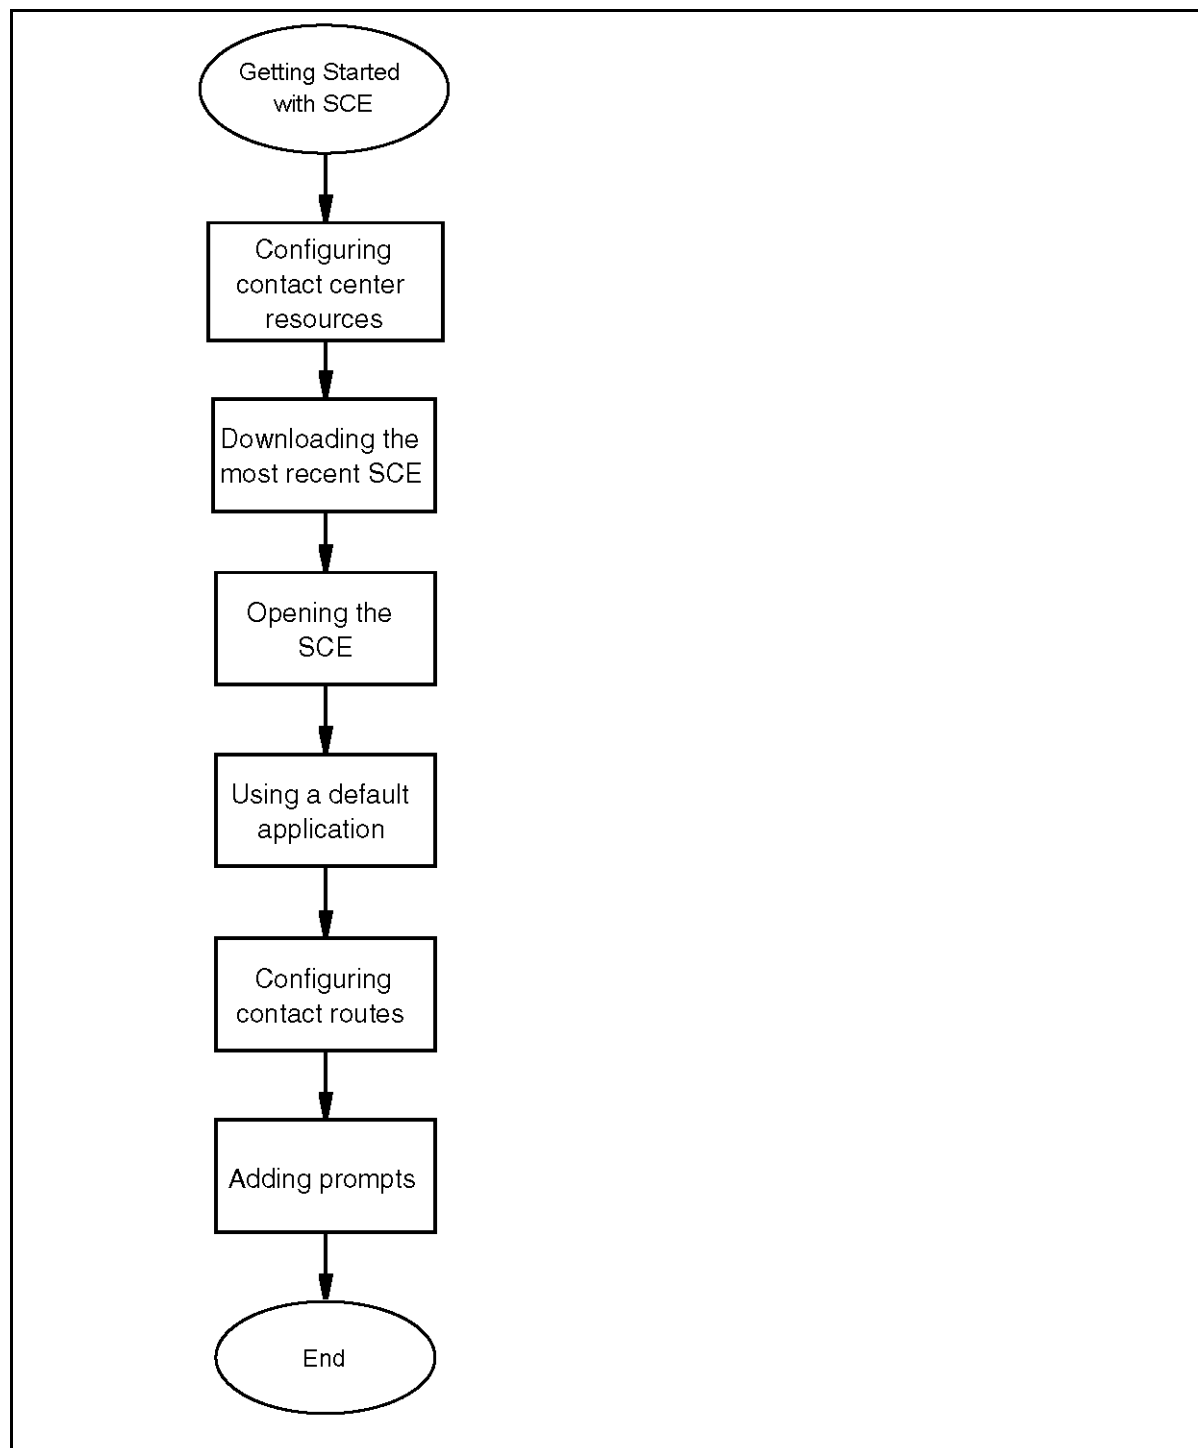 Getting Started
with SCE
Configuring
contact center
resources
Downloading the
most recent SCE
Opening the
SCE
Using a default
application
Configuring
contact routes
Adding prompts
End